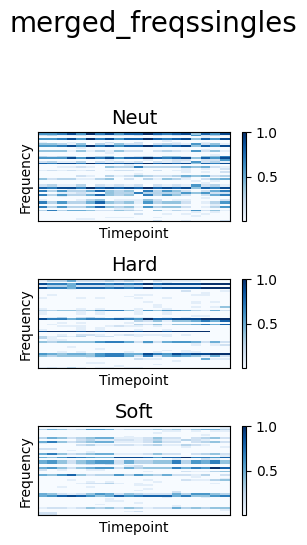 merged_freqssingles
Neut
Frequency
1.0
0.5
Timepoint
Hard
Frequency
1.0
0.5
Timepoint
Soft
Frequency
1.0
0.5
Timepoint